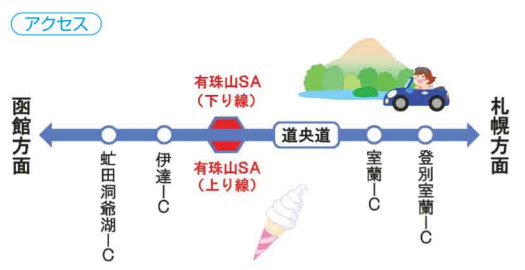 アクセス
有珠山SA
（下り線）
函館方面
道央道
札幌方面
虻田洞爺湖IC
伊達IC
有珠山SA
（上り線）
室蘭IC
登別室蘭IC